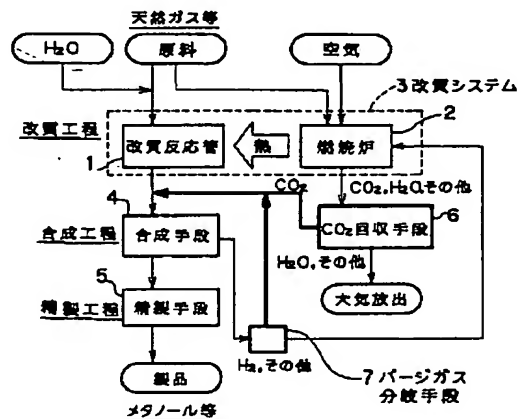 天然ガス等
H₂O
原料
空気
3改質システム
改質工程
改質反応管
1
熱
燃焼炉
2
CO₂
CO₂,H₂Oその他
4
合成工程
合成手段
CO₂回収手段
6
H₂O,その他
5
精製工程
精製手段
大気放出
H₂,その他
7パージガス
分岐手段
製品
メタノール等